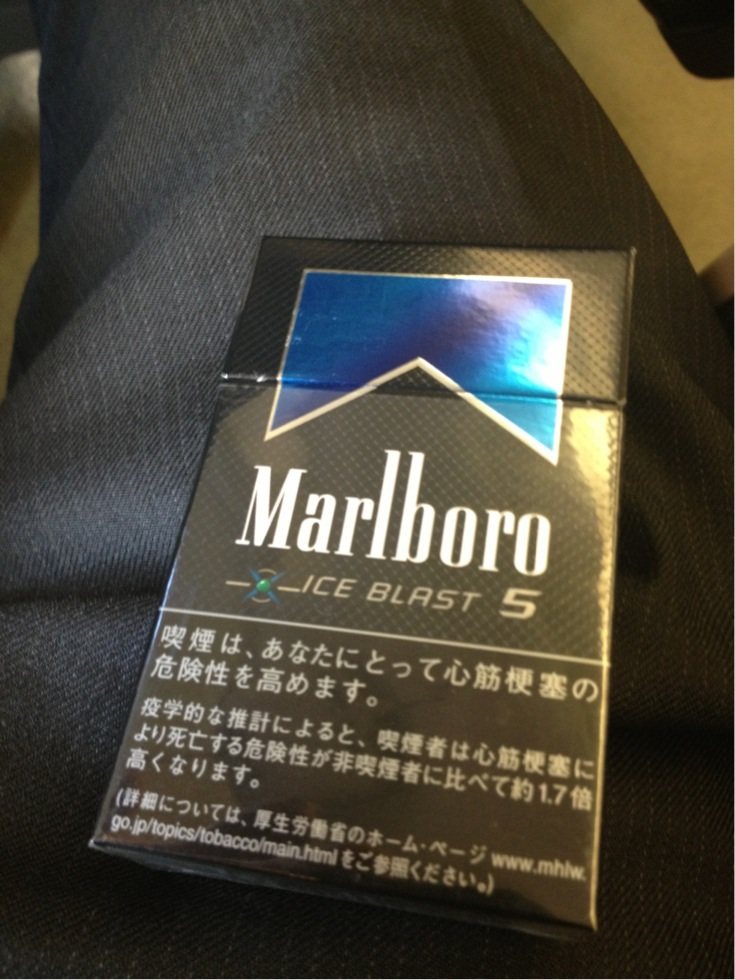 Marlboro
ICE BLAST 5
喫煙は、あなたにとって心筋梗塞の
危険性を高めます。
疫学的な推計によると、喫煙者は心筋梗塞に
より死亡する危険性が非喫煙者に比べて約1.7倍
高くなります。
(詳細については、厚生労働省のホーム・ページ www.mhlw.
go.jp/topics/tobacco/main.html をご参照ください。)